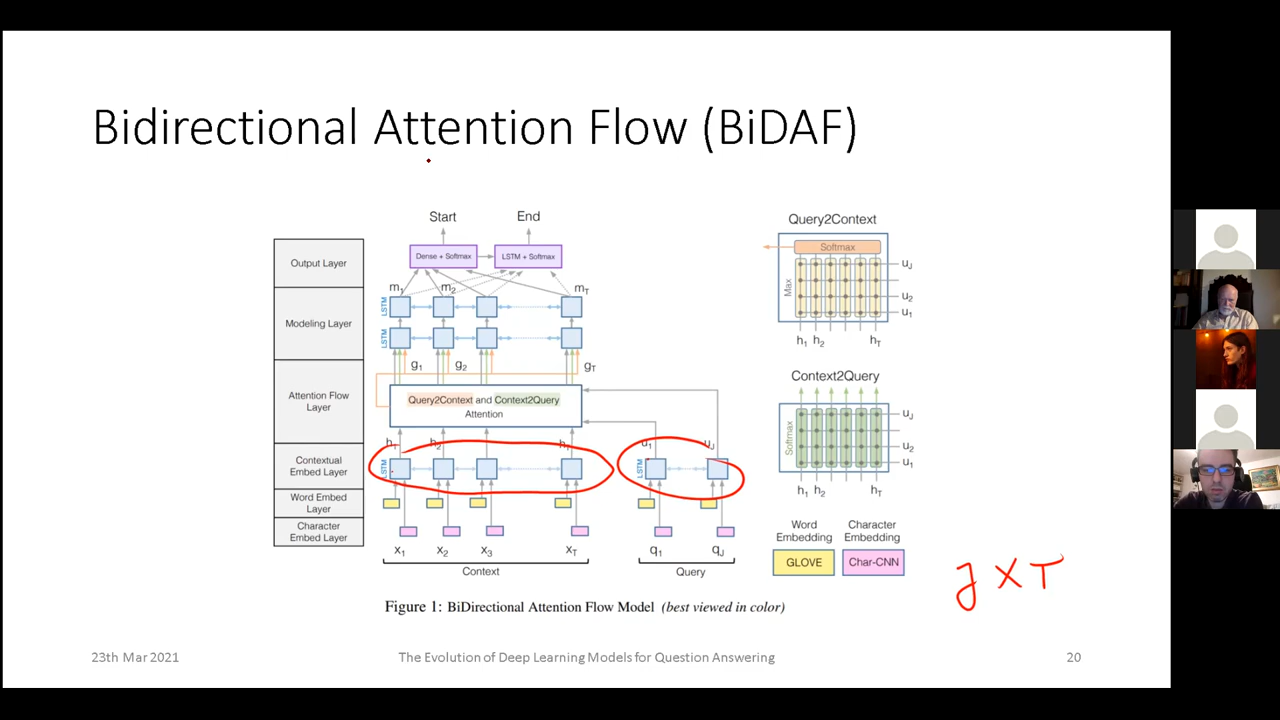 Bidirectional Attention Flow (BiDAF)
Start End
Query2Context
Output Layer
Dense + Softmax
LSTM + Softmax
Softmax
Max
uJ
u2
u1
h1 h2 hT
m1 m2 mT
Modeling Layer
LSTM
LSTM
g1 g2 gT
Attention Flow Layer
Query2Context and Context2Query
Attention
Context2Query
Softmax
uJ
u2
u1
h1 h2 hT
h1 h2 hT u1 uJ
Contextual Embed Layer
LSTM
LSTM
Word Embed Layer
Character Embed Layer
x1 x2 x3 xT q1 qJ
Context Query
Word Embedding
Character Embedding
GLOVE
Char-CNN
J X T
Figure 1: BiDirectional Attention Flow Model (best viewed in color)
23th Mar 2021
The Evolution of Deep Learning Models for Question Answering
20